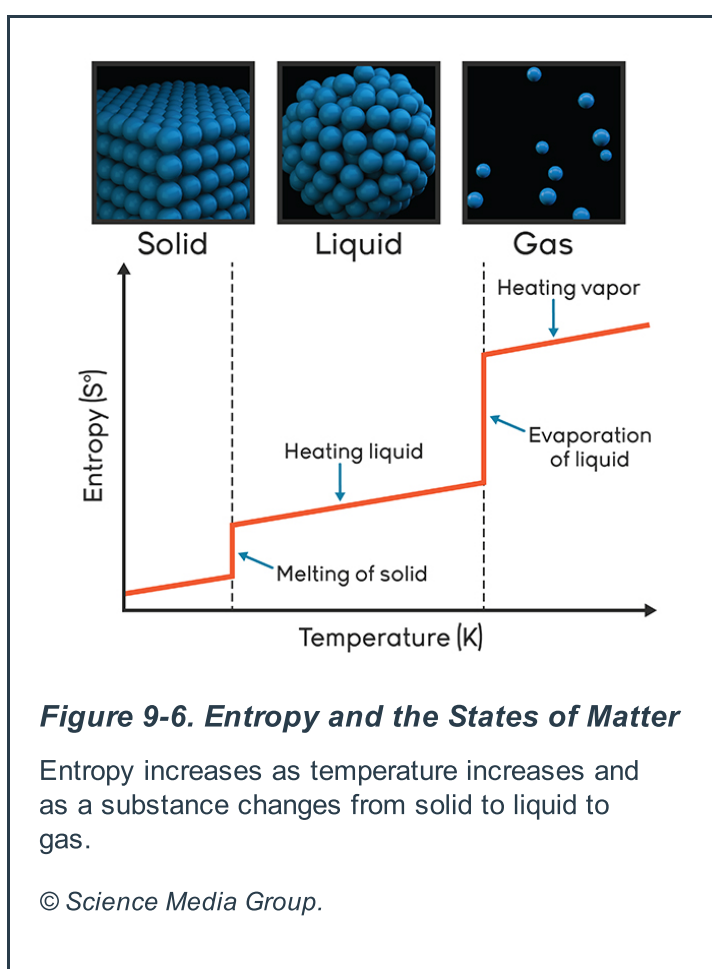 Solid
Liquid
Gas
Heating vapor
Entropy (S°)
Heating liquid
Evaporation
of liquid
Melting of solid
Temperature (K)
Figure 9-6. Entropy and the States of Matter
Entropy increases as temperature increases and
as a substance changes from solid to liquid to
gas.
© Science Media Group.